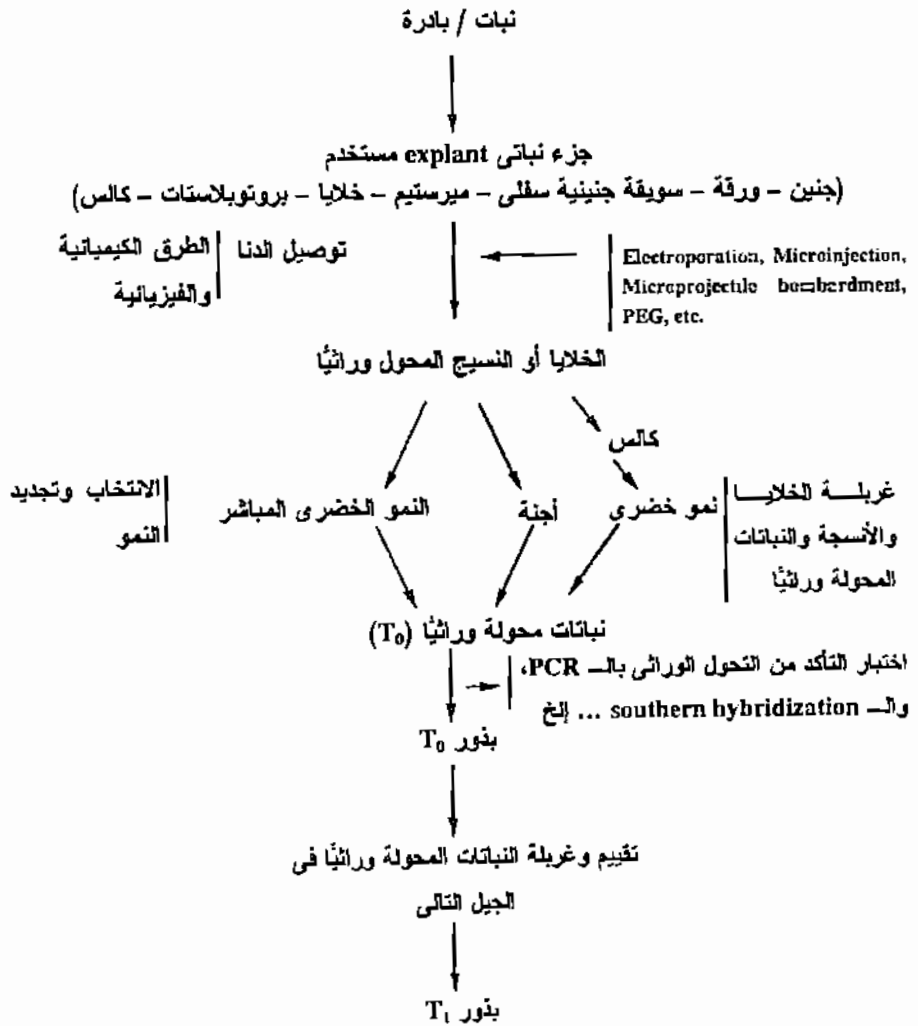 نبات / بادرة
جزء نباتى explant مستخدم
(جنين – ورقة – سويقة جنينية سفلى – ميرستيم – خلايا – بروتوبلاستات – كالس)
توصيل الدنا
الطرق الكيميائية
والفيزيائية
Electroporation, Microinjection,
Microprojectile bombardment,
PEG, etc.
الخلايا أو النسيج المحول وراثيًّا
كالس
نمو خضرى
أجنة
النمو الخضرى المباشر
غربلة الخلايا
والأنسجة والنباتات
المحولة وراثيًّا
الانتخاب وتجديد
النمو
نباتات محولة وراثيًّا (T₀)
اختبار التأكد من التحول الوراثى بالـ PCR،
والـ southern hybridization ... إلخ
بذور T₀
تقييم وغربلة النباتات المحولة وراثيًّا فى
الجيل التالى
بذور T₁